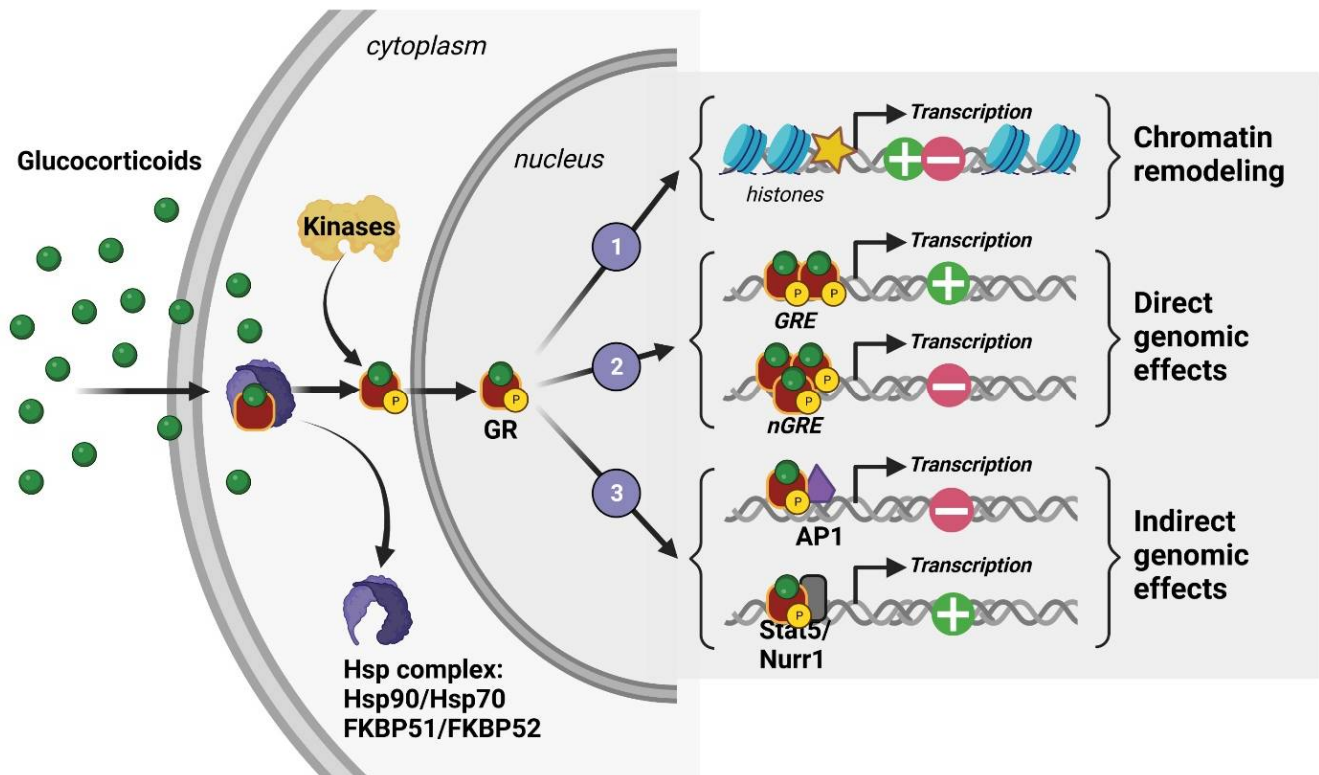 cytoplasm
Glucocorticoids
Kinases
nucleus
P
P
GR
Hsp complex:
Hsp90/Hsp70
FKBP51/FKBP52
1
2
3
Transcription
histones
Chromatin
remodeling
Transcription
P
P
GRE
Transcription
P
P
P
nGRE
Direct
genomic
effects
Transcription
P
AP1
Transcription
P
Stat5/
Nurr1
Indirect
genomic
effects